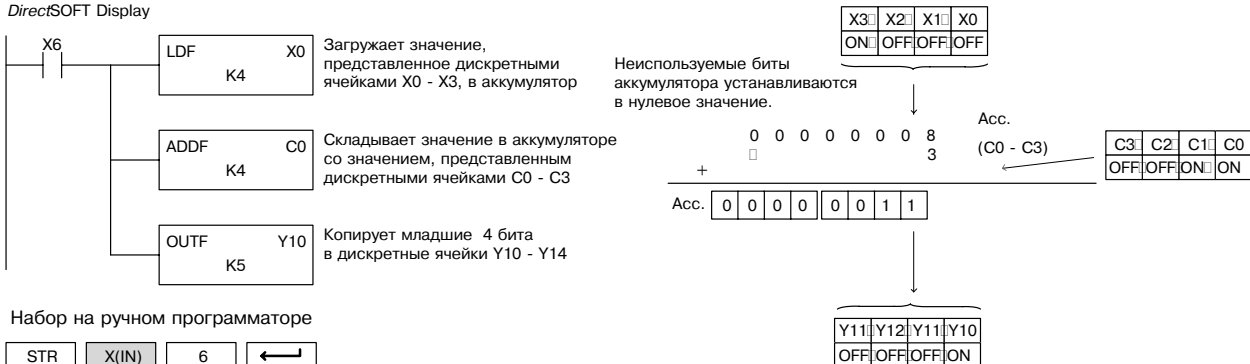 DirectSOFT Display
X6
LDF X0
K4
Загружает значение,
представленное дискретными
ячейками X0 - X3, в аккумулятор
ADDF C0
K4
Складывает значение в аккумуляторе
со значением, представленным
дискретными ячейками C0 - C3
OUTF Y10
K5
Копирует младшие 4 бита
в дискретные ячейки Y10 - Y14
Набор на ручном программаторе
STR X(IN) 6
X3 X2 X1 X0
ON OFF OFF OFF
Неиспользуемые биты
аккумулятора устанавливаются
в нулевое значение.
0 0 0 0 0 0 0 8 Acc.
3 (C0 - C3)
+
C3 C2 C1 C0
OFF OFF ON ON
Acc. 0 0 0 0 0 0 1 1
Y11 Y12 Y11 Y10
OFF OFF OFF ON